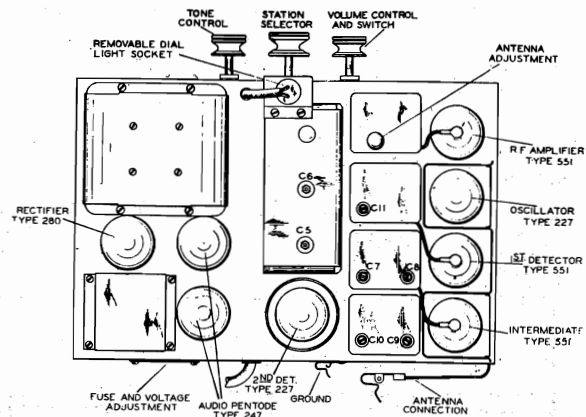 TONE
CONTROL
STATION
SELECTOR
VOLUME CONTROL
AND SWITCH
REMOVABLE DIAL
LIGHT SOCKET
ANTENNA
ADJUSTMENT
R.F. AMPLIFIER
TYPE 551
C6
C11
OSCILLATOR
TYPE 227
RECTIFIER
TYPE 280
C5
1ST. DETECTOR
TYPE 551
C7
C8
INTERMEDIATE
TYPE 551
C10
C9
FUSE AND VOLTAGE
ADJUSTMENT
AUDIO PENTODE
TYPE 247
2ND DET.
TYPE 227
GROUND
ANTENNA
CONNECTION